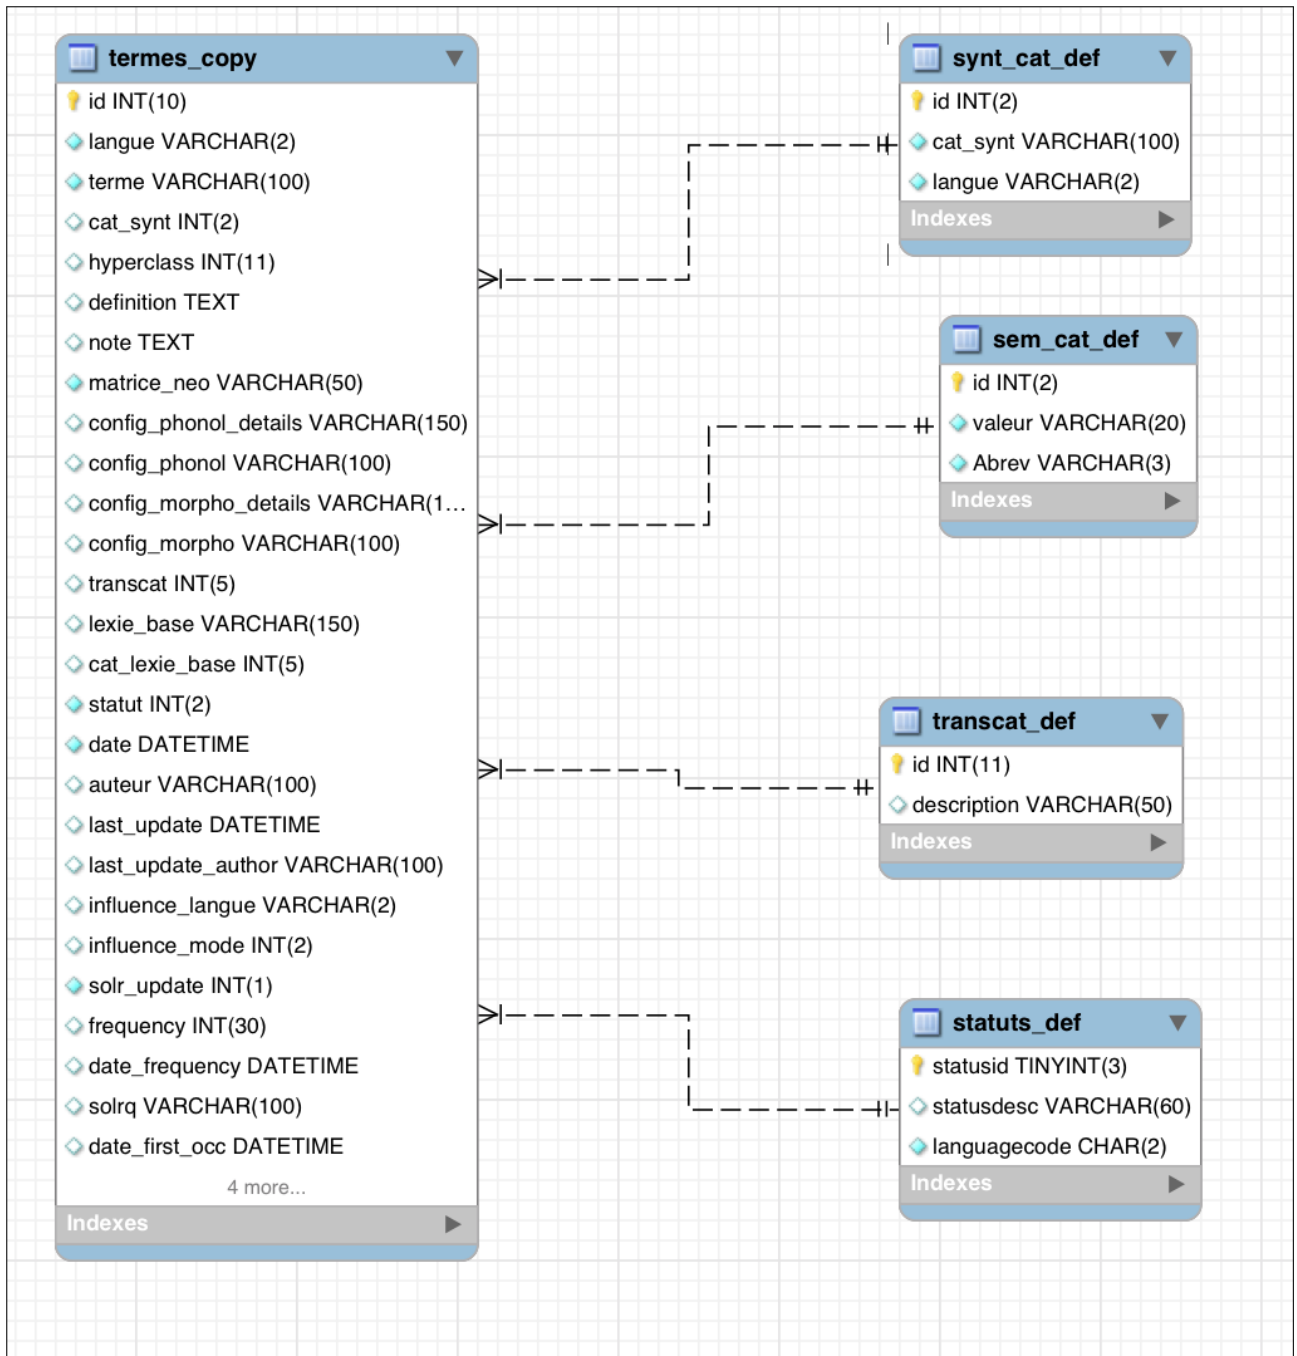 termes_copy
id INT(10)
langue VARCHAR(2)
terme VARCHAR(100)
cat_synt INT(2)
hyperclass INT(11)
definition TEXT
note TEXT
matrice_neo VARCHAR(50)
config_phonol_details VARCHAR(150)
config_phonol VARCHAR(100)
config_morpho_details VARCHAR(1...
config_morpho VARCHAR(100)
transcat INT(5)
lexie_base VARCHAR(150)
cat_lexie_base INT(5)
statut INT(2)
date DATETIME
auteur VARCHAR(100)
last_update DATETIME
last_update_author VARCHAR(100)
influence_langue VARCHAR(2)
influence_mode INT(2)
solr_update INT(1)
frequency INT(30)
date_frequency DATETIME
solrq VARCHAR(100)
date_first_occ DATETIME
4 more...
Indexes
synt_cat_def
id INT(2)
cat_synt VARCHAR(100)
langue VARCHAR(2)
Indexes
sem_cat_def
id INT(2)
valeur VARCHAR(20)
Abrev VARCHAR(3)
Indexes
transcat_def
id INT(11)
description VARCHAR(50)
Indexes
statuts_def
statusid TINYINT(3)
statusdesc VARCHAR(60)
languagecode CHAR(2)
Indexes